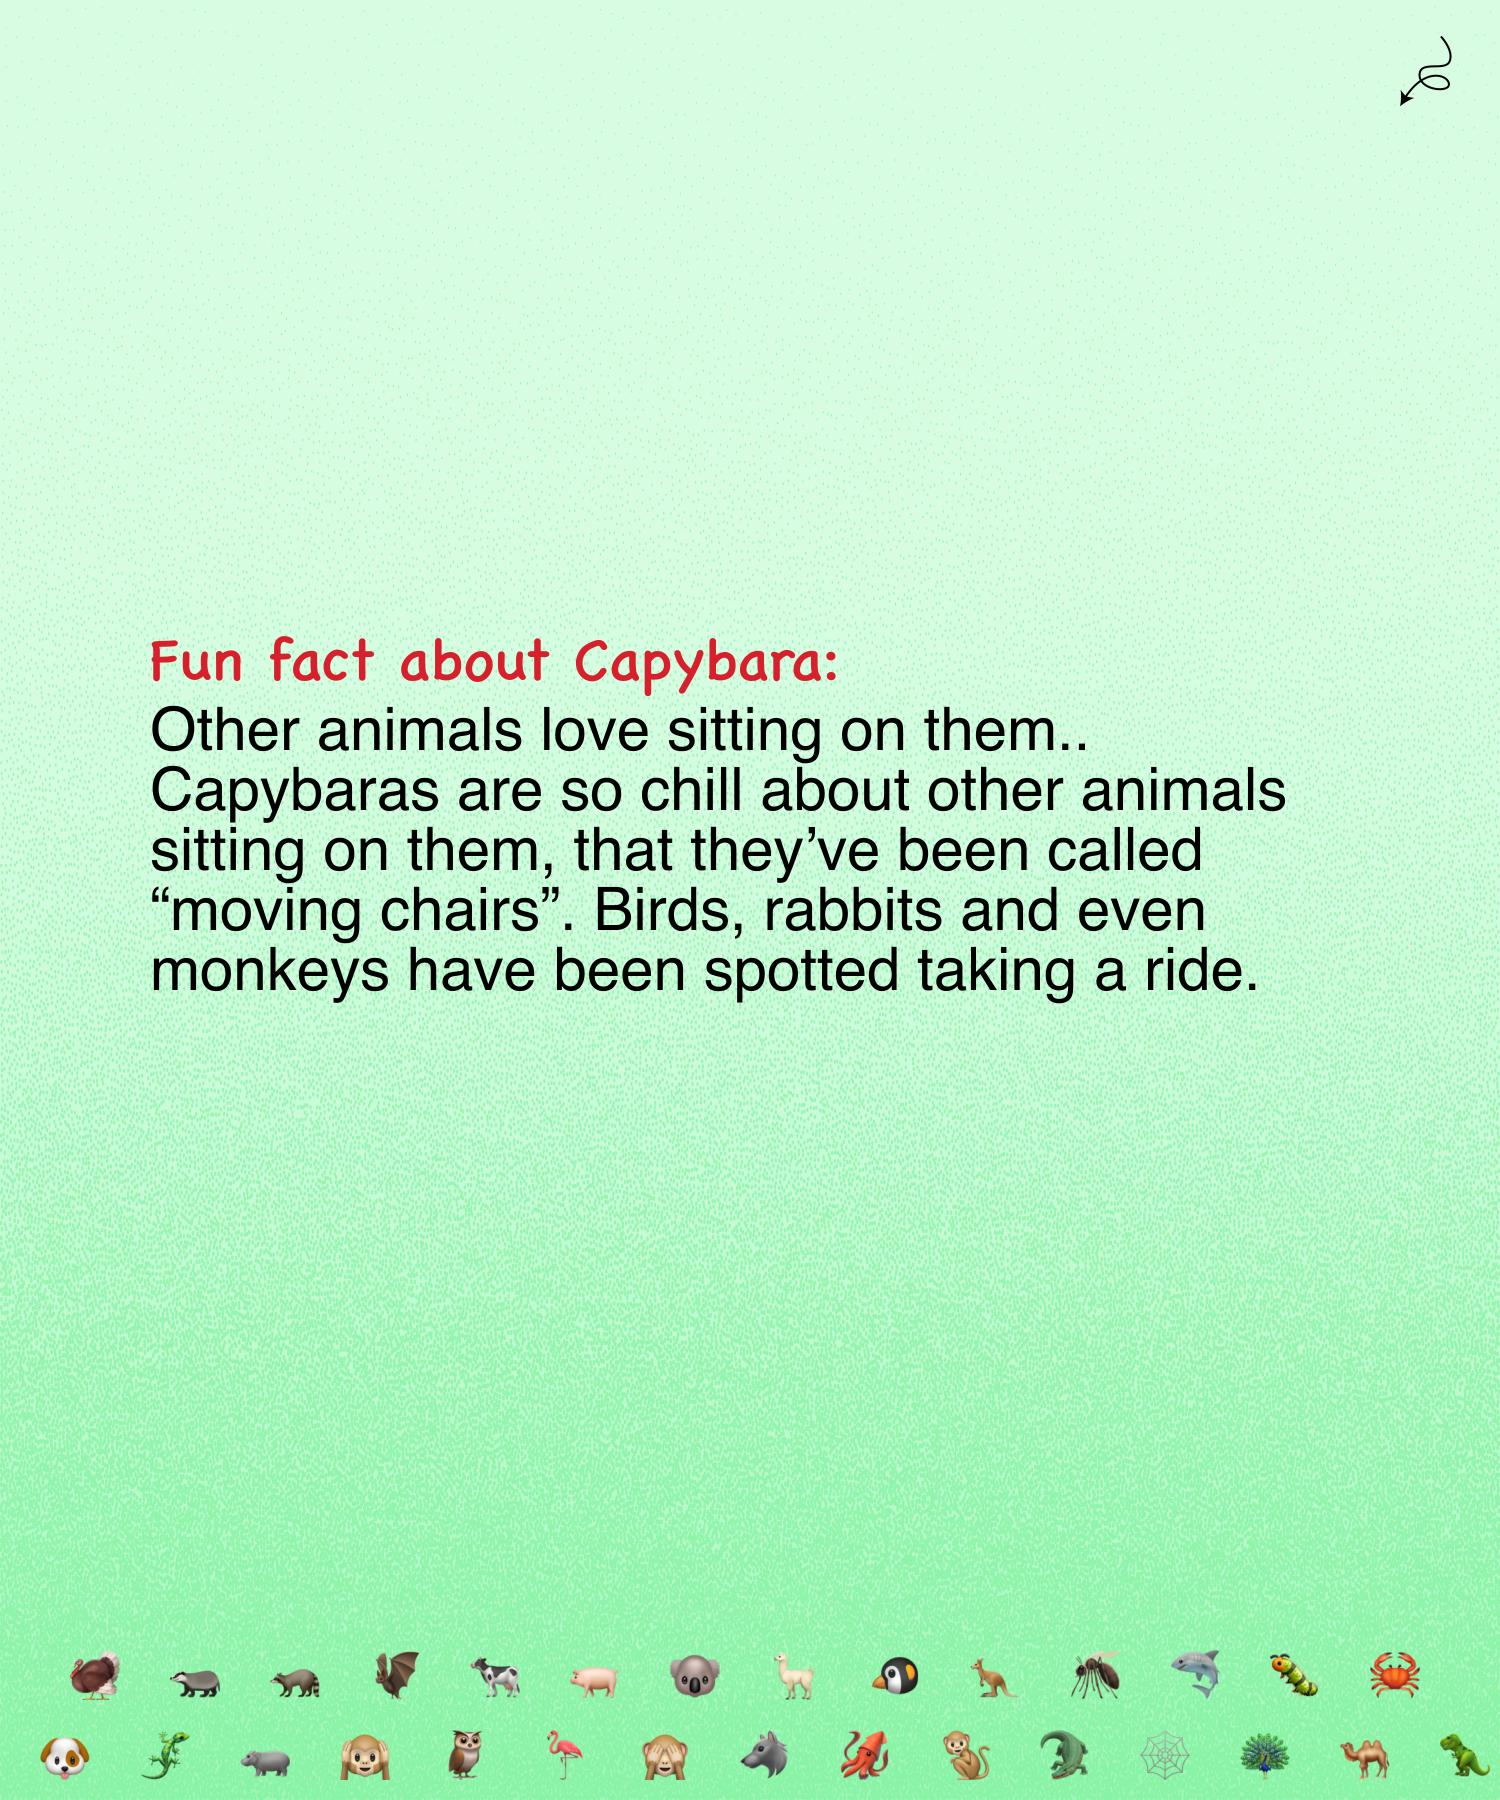 Fun fact about Capybara:
Other animals love sitting on them..
Capybaras are so chill about other animals
sitting on them, that they’ve been called
“moving chairs”. Birds, rabbits and even
monkeys have been spotted taking a ride.